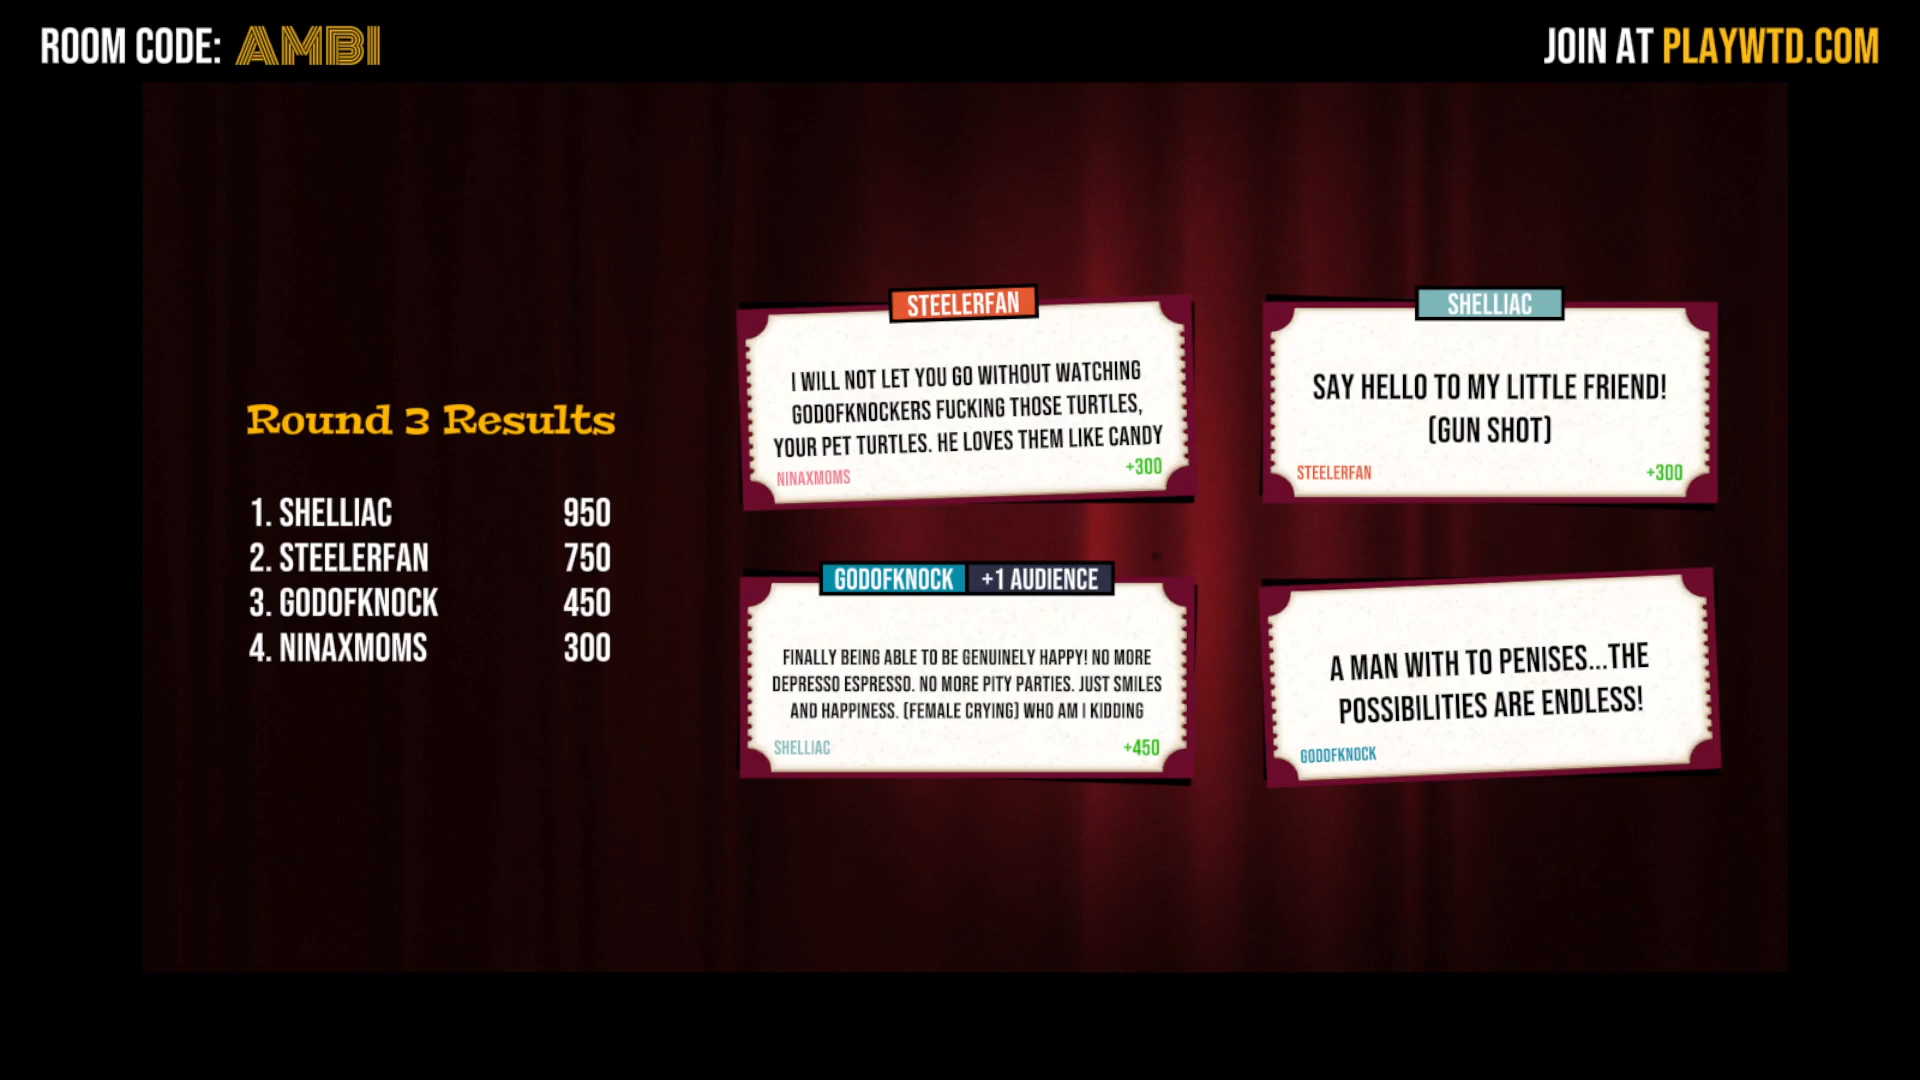 ROOM CODE: AMBI
JOIN AT PLAYWTD.COM
Round 3 Results
1. SHELLIAC 950
2. STEELERFAN 750
3. GODOFKNOCK 450
4. NINAXMOMS 300
STEELERFAN
I WILL NOT LET YOU GO WITHOUT WATCHING
GODOFKNOCKERS FUCKING THOSE TURTLES,
YOUR PET TURTLES. HE LOVES THEM LIKE CANDY
NINAXMOMS +300
SHELLIAC
SAY HELLO TO MY LITTLE FRIEND!
(GUN SHOT)
STEELERFAN +300
GODOFKNOCK +1 AUDIENCE
FINALLY BEING ABLE TO BE GENUINELY HAPPY! NO MORE
DEPRESSO ESPRESSO. NO MORE PITY PARTIES. JUST SMILES
AND HAPPINESS. (FEMALE CRYING) WHO AM I KIDDING
SHELLIAC +450
A MAN WITH TO PENISES...THE
POSSIBILITIES ARE ENDLESS!
GODOFKNOCK